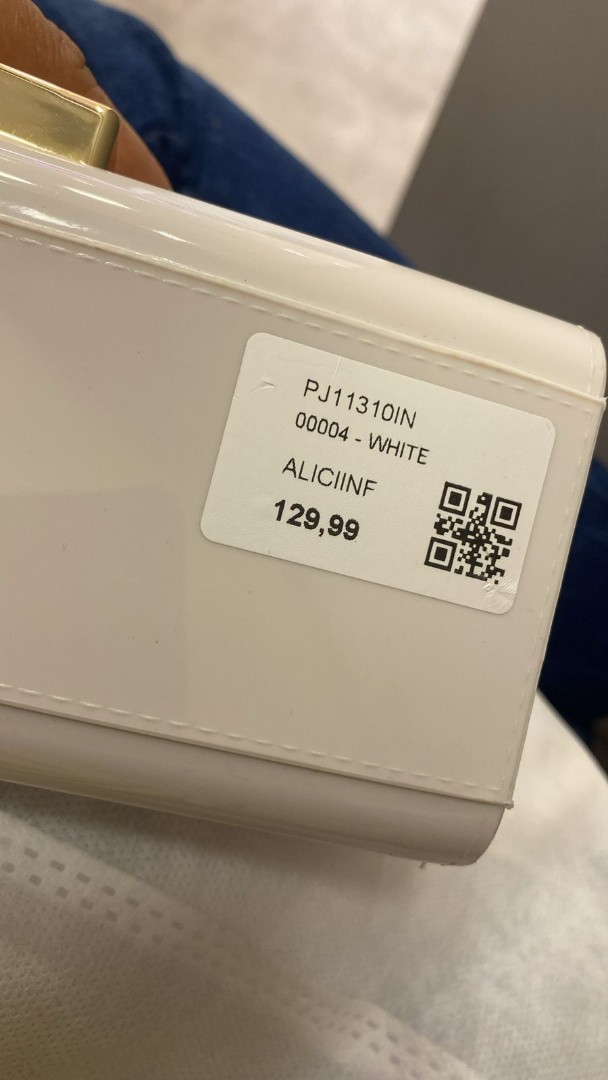 PJ11310IN
00004 - WHITE
ALICIINF
129,99